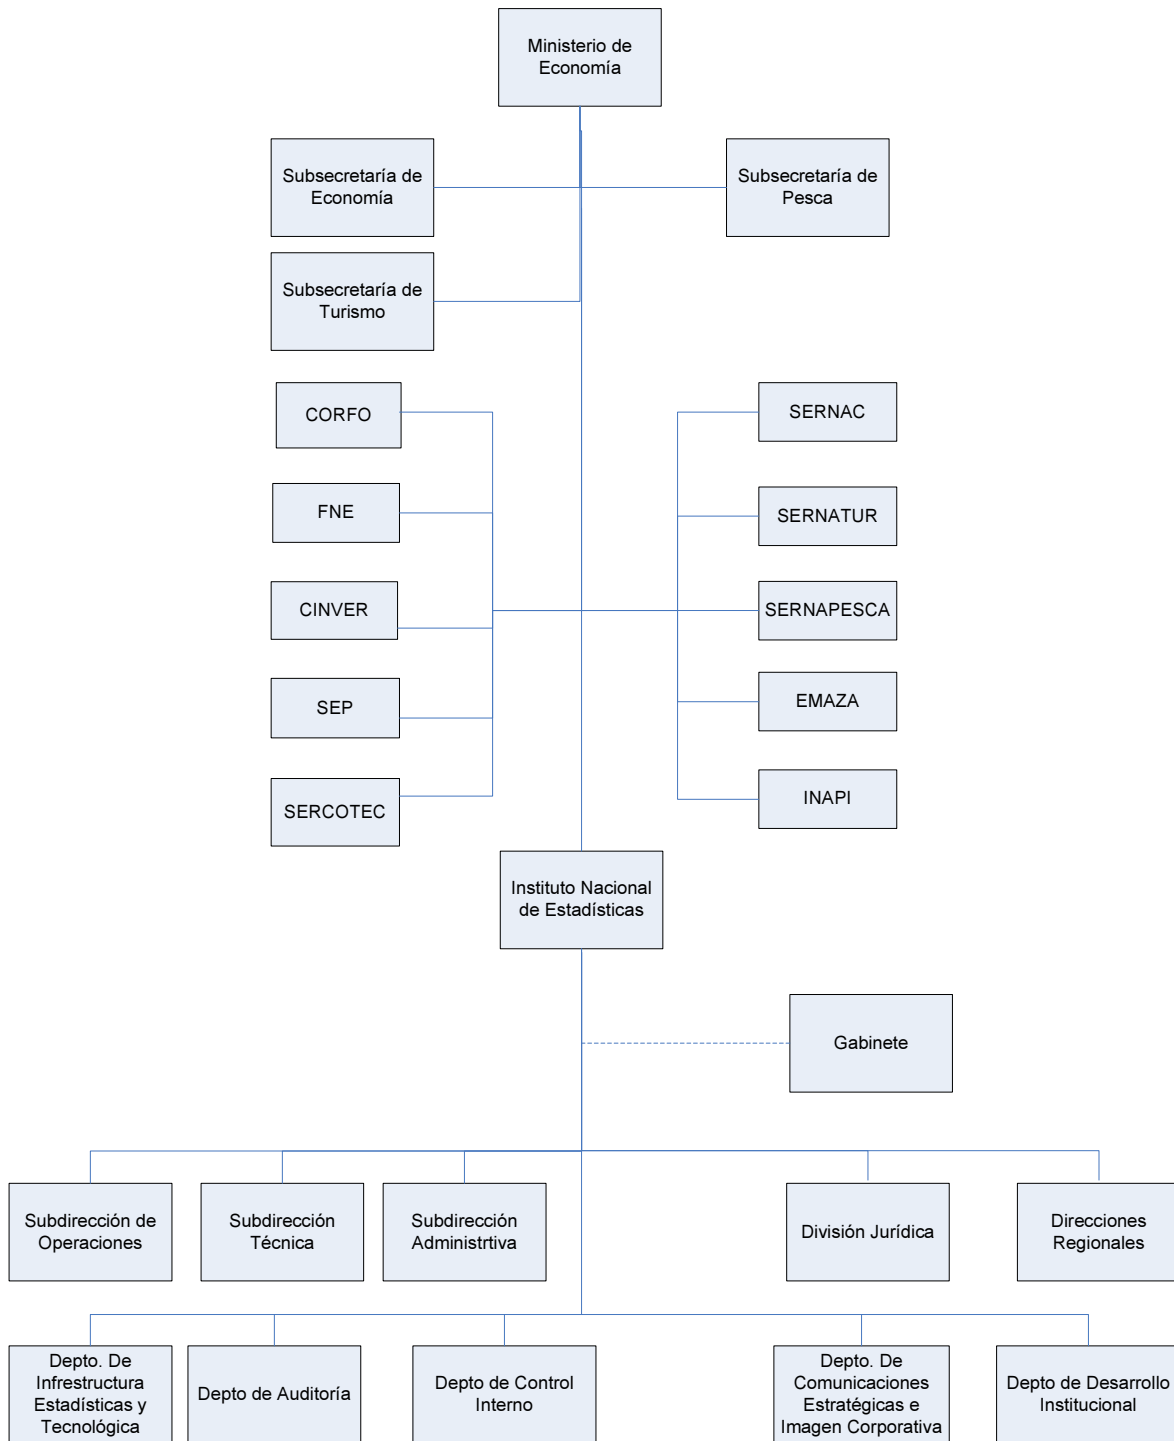 Ministerio de
Economía
Subsecretaría de
Economía
Subsecretaría de
Pesca
Subsecretaría de
Turismo
CORFO
SERNAC
FNE
SERNATUR
CINVER
SERNAPESCA
SEP
EMAZA
SERCOTEC
INAPI
Instituto Nacional
de Estadísticas
Gabinete
Subdirección de
Operaciones
Subdirección
Técnica
Subdirección
Administrtiva
División Jurídica
Direcciones
Regionales
Depto. De
Infrestructura
Estadísticas y
Tecnológica
Depto de Auditoría
Depto de Control
Interno
Depto. De
Comunicaciones
Estratégicas e
Imagen Corporativa
Depto de Desarrollo
Institucional